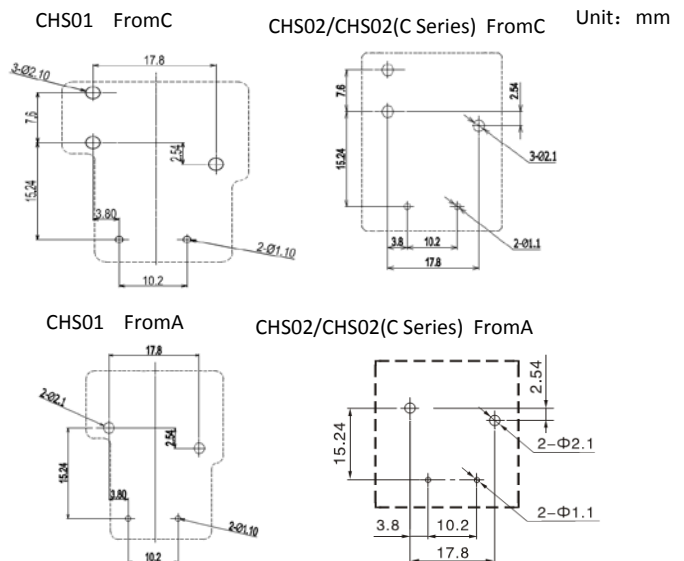 CHS01 FromC
CHS02/CHS02(C Series) FromC
Unit：mm
3-Ø2.10
17.8
7.6
2.54
15.24
3.80
2-Ø1.10
10.2
7.6
2.54
15.24
3-Ø2.1
2-Ø1.1
3.8
10.2
17.8
CHS01 FromA
CHS02/CHS02(C Series) FromA
17.8
2-Ø2.1
2.54
15.24
3.80
2-Ø1.10
10.2
2.54
15.24
2-Φ2.1
2-Φ1.1
3.8
10.2
17.8